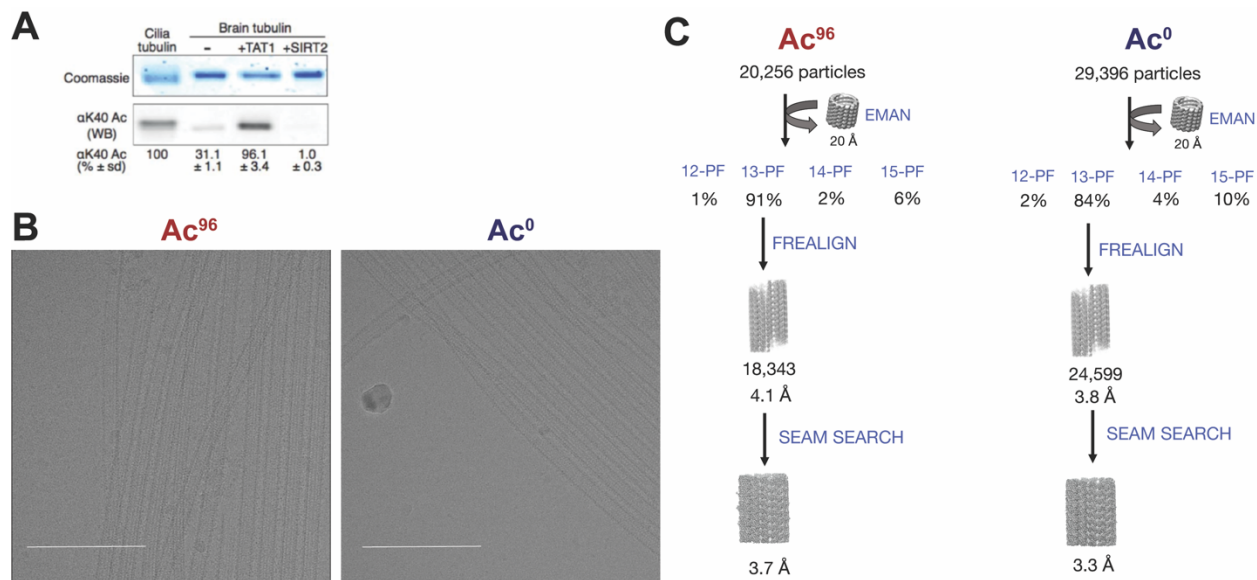 A
Cilia tubulin
Brain tubulin
– +TAT1 +SIRT2
Coomassie
αK40 Ac (WB)
αK40 Ac (% ± sd)
100 31.1 ± 1.1 96.1 ± 3.4 1.0 ± 0.3
B
Ac⁹⁶
Ac⁰
C
Ac⁹⁶
20,256 particles
EMAN
20 Å
12-PF 13-PF 14-PF 15-PF
1% 91% 2% 6%
FREALIGN
18,343
4.1 Å
SEAM SEARCH
3.7 Å
Ac⁰
29,396 particles
EMAN
20 Å
12-PF 13-PF 14-PF 15-PF
2% 84% 4% 10%
FREALIGN
24,599
3.8 Å
SEAM SEARCH
3.3 Å